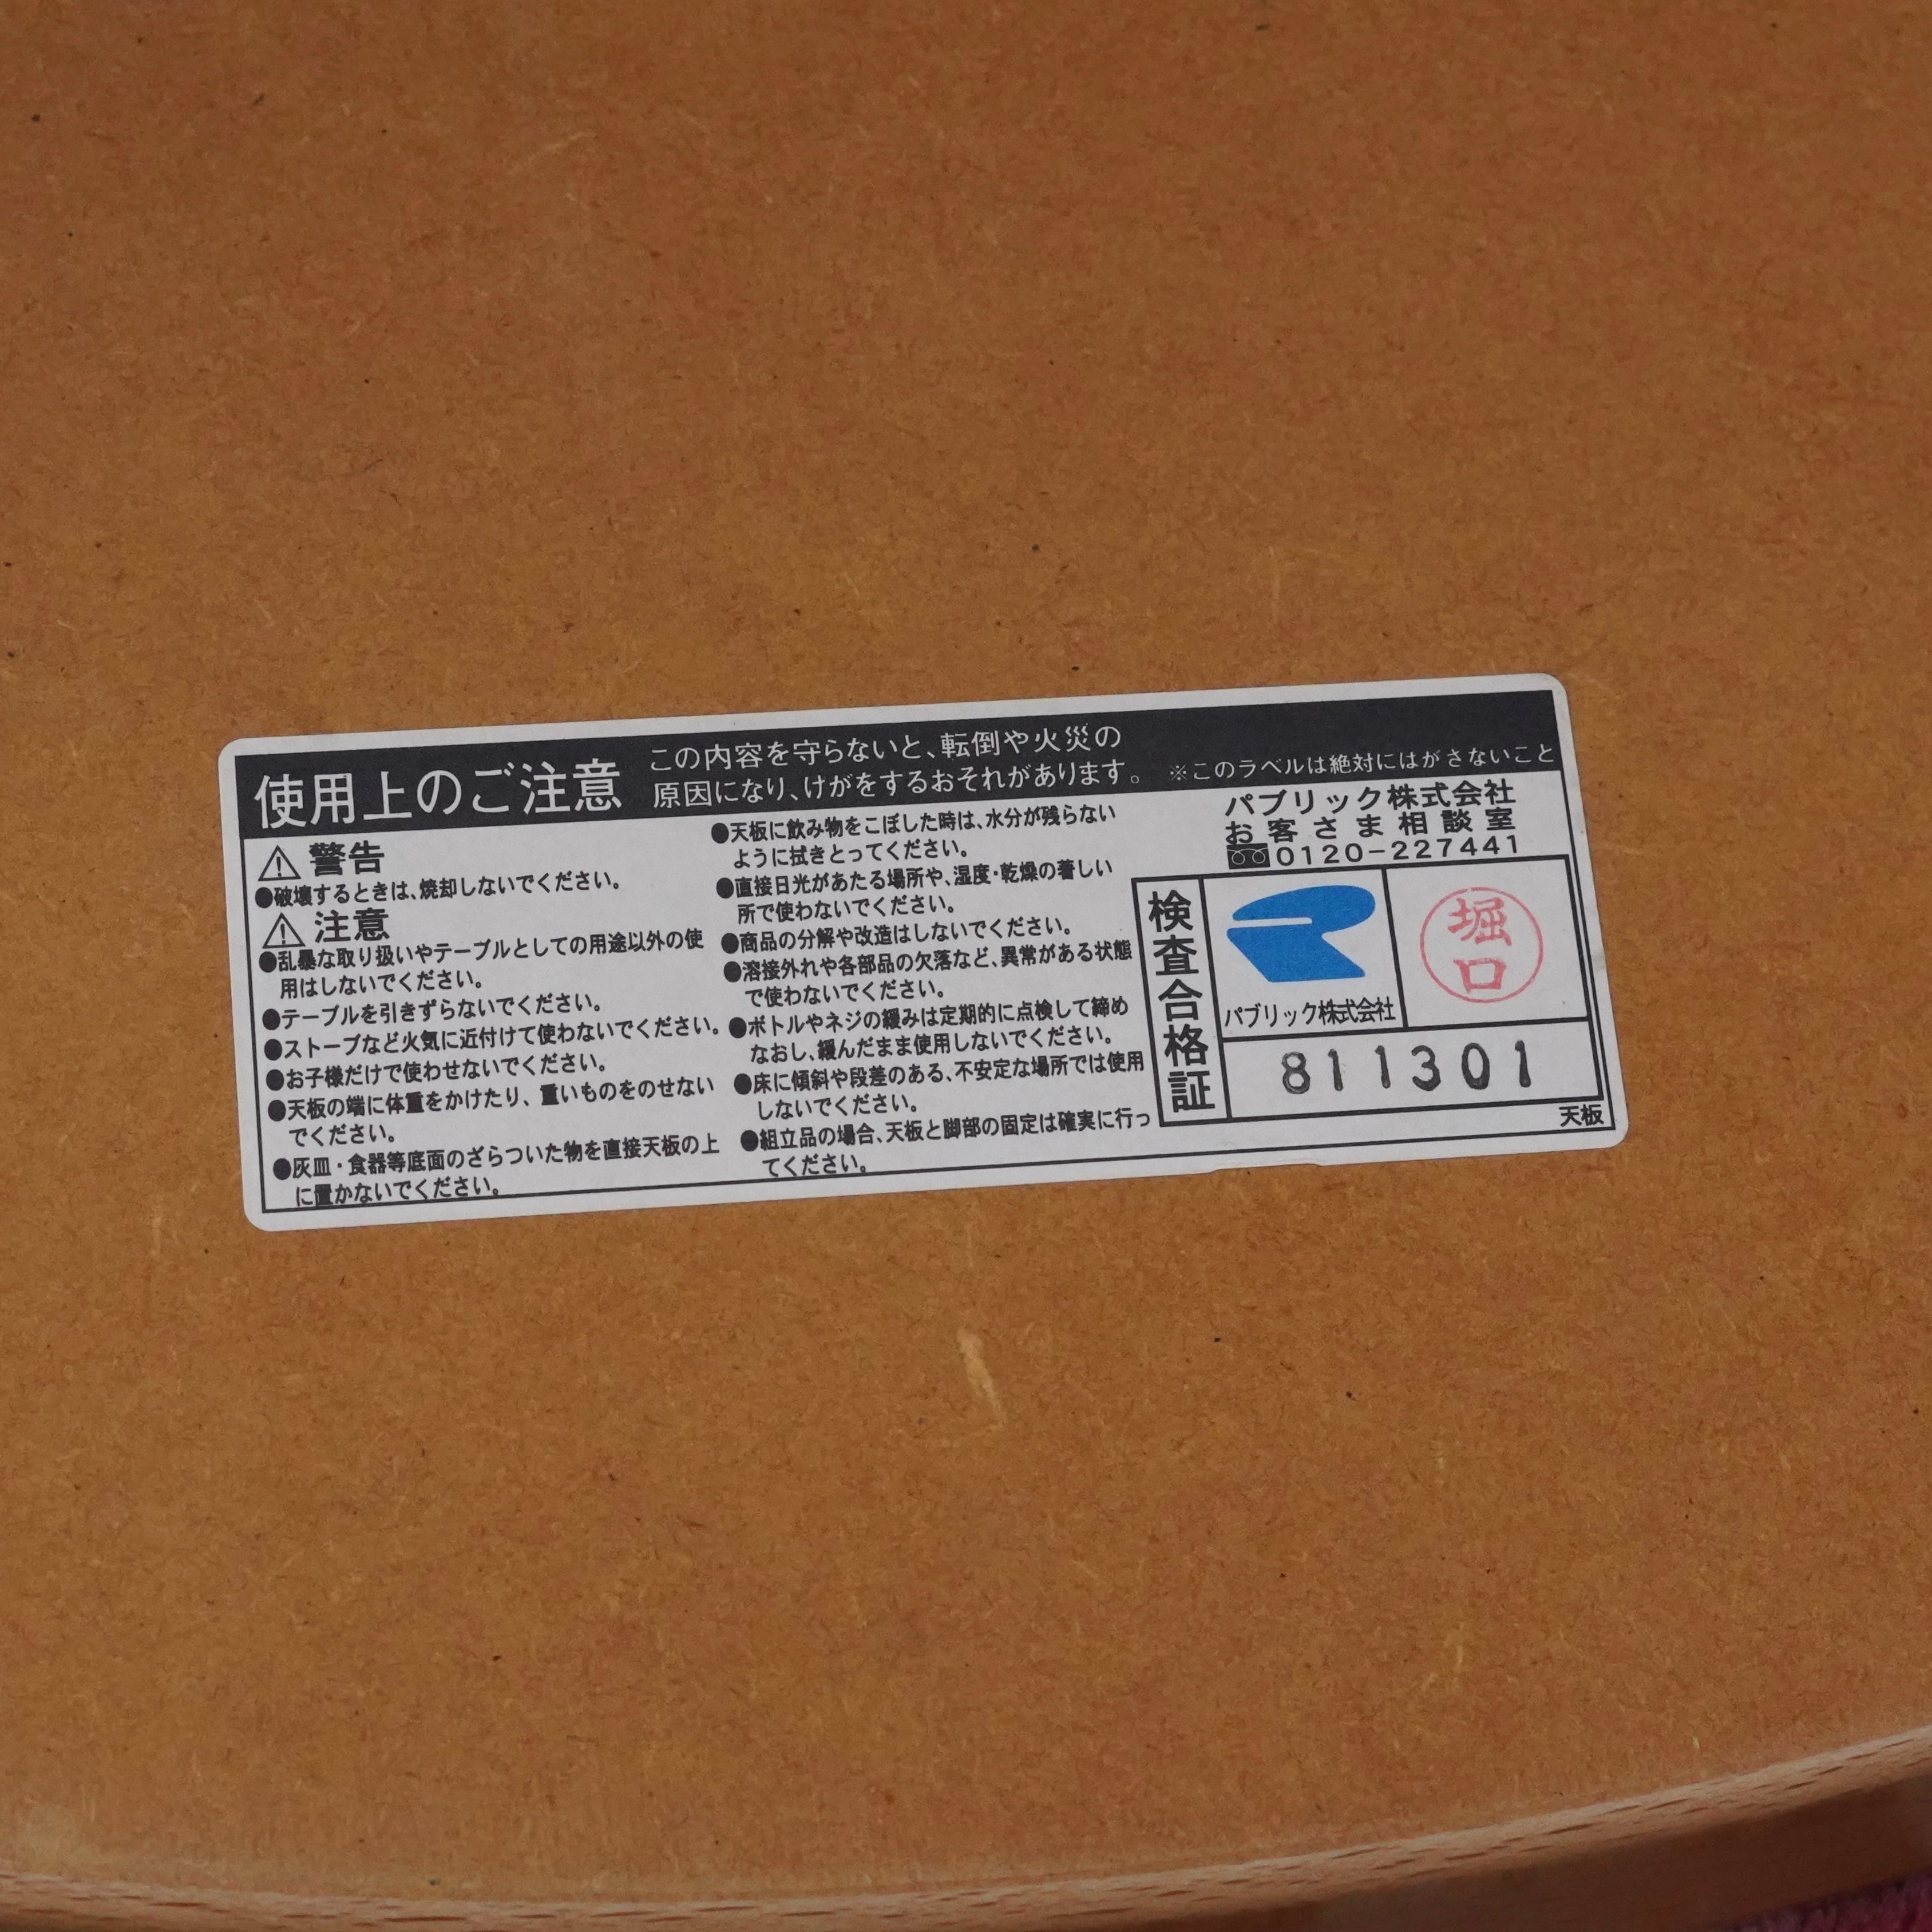 使用上のご注意
この内容を守らないと、転倒や火災の
原因になり、けがをするおそれがあります。
※このラベルは絶対にはがさないこと
警告
●破壊するときは、焼却しないでください。
注意
●乱暴な取り扱いやテーブルとしての用途以外の使
用はしないでください。
●テーブルを引きずらないでください。
●ストーブなど火気に近付けて使わないでください。
●お子様だけで使わせないでください。
●天板の端に体重をかけたり、重いものをのせない
でください。
●灰皿・食器等底面のざらついた物を直接天板の上
に置かないでください。
●天板に飲み物をこぼした時は、水分が残らない
ように拭きとってください。
●直接日光があたる場所や、湿度・乾燥の著しい
所で使わないでください。
●商品の分解や改造はしないでください。
●溶接外れや各部品の欠落など、異常がある状態
で使わないでください。
●ボトルやネジの緩みは定期的に点検して締め
なおし、緩んだまま使用しないでください。
●床に傾斜や段差のある、不安定な場所では使用
しないでください。
●組立品の場合、天板と脚部の固定は確実に行っ
てください。
パブリック株式会社
お客さま相談室
0120-227441
検査合格証
パブリック株式会社
堀口
811301
天板